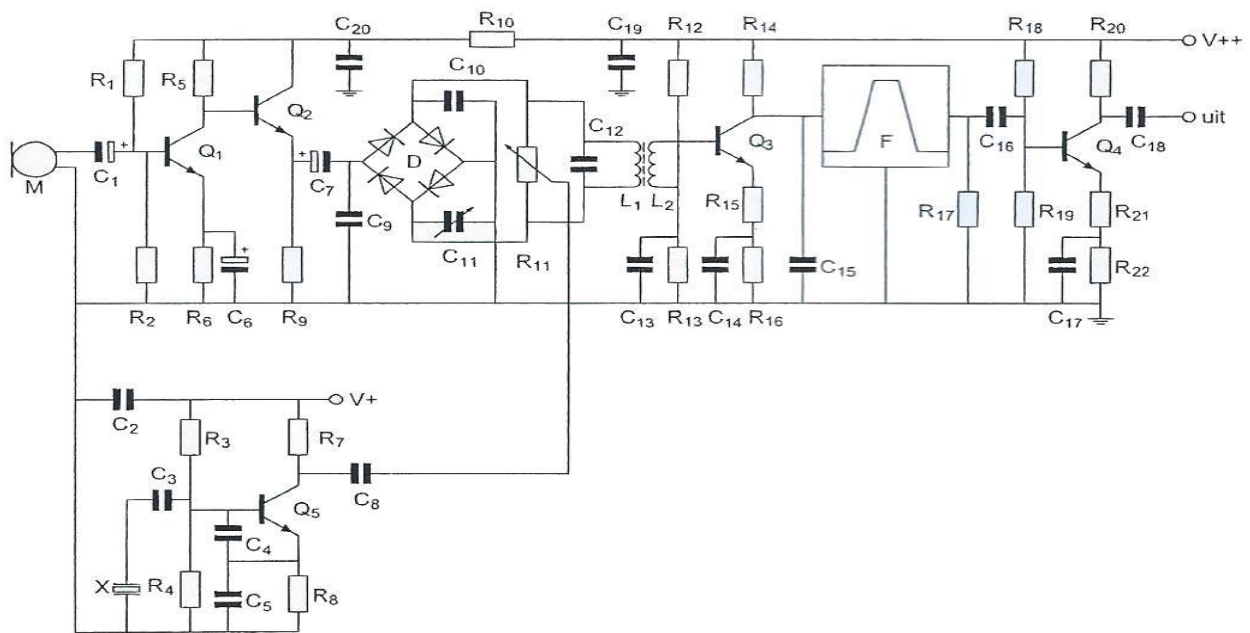 C20 R10 C19 R12 R14 R18 R20
V++
R1 R5 C10
Q2 C12 uit
Q1 D Q3 F C16 Q4 C18
M C1 C7
L1 L2 R15 R17 R19 R21
C9
C11 R11 C15 R22
R2 R6 C6 R9 C13 R13 C14 R16 C17
V+
C2 R3 R7
C3
C8
Q5
C4
X R4 C5 R8
+
+
+